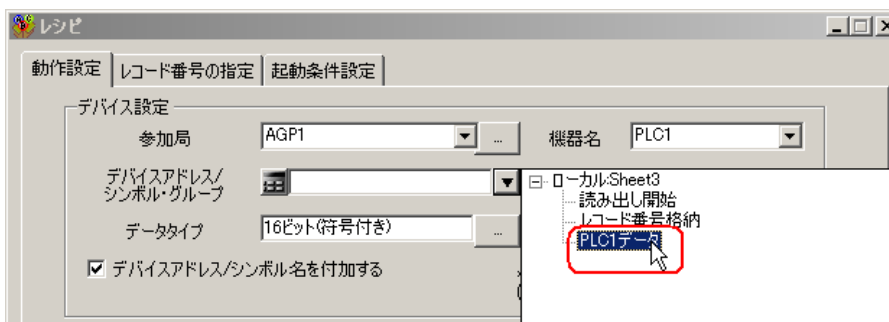 レシピ
動作設定 レコード番号の指定 起動条件設定
デバイス設定
参加局 AGP1 ... 機器名 PLC1
デバイスアドレス/
シンボル・グループ
ローカル:Sheet3
読み出し開始
レコード番号格納
PLC1データ
データタイプ 16ビット(符号付き) ...
デバイスアドレス/シンボル名を付加する